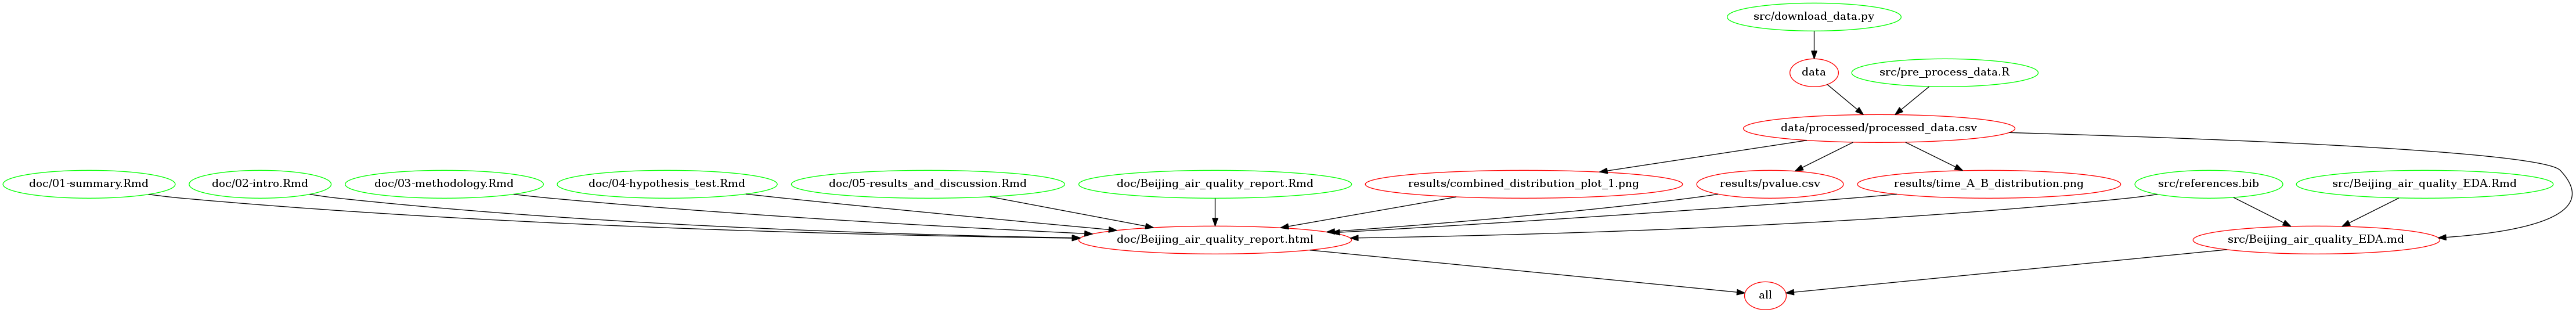 src/download_data.py
data
src/pre_process_data.R
data/processed/processed_data.csv
doc/01-summary.Rmd
doc/02-intro.Rmd
doc/03-methodology.Rmd
doc/04-hypothesis_test.Rmd
doc/05-results_and_discussion.Rmd
doc/Beijing_air_quality_report.Rmd
results/combined_distribution_plot_1.png
results/pvalue.csv
results/time_A_B_distribution.png
src/references.bib
src/Beijing_air_quality_EDA.Rmd
doc/Beijing_air_quality_report.html
src/Beijing_air_quality_EDA.md
all